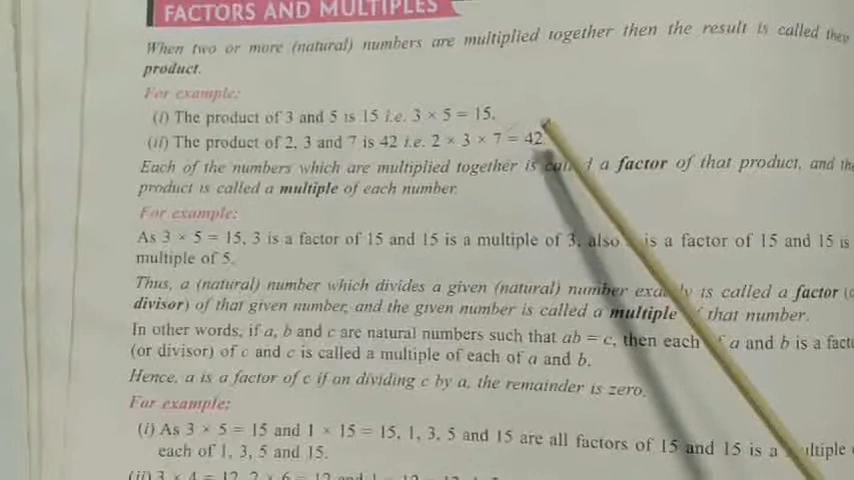 FACTORS AND MULTIPLES
When two or more (natural) numbers are multiplied together then the result is called they
product.
For example:
(i) The product of 3 and 5 is 15 i.e. 3 × 5 = 15.
(ii) The product of 2, 3 and 7 is 42 i.e. 2 × 3 × 7 = 42
Each of the numbers which are multiplied together is a factor of that product, and the
product is called a multiple of each number.
For example:
As 3 × 5 = 15, 3 is a factor of 15 and 15 is a multiple of 3, also is a factor of 15 and 15 is
multiple of 5.
Thus, a (natural) number which divides a given (natural) number is called a factor
divisor) of that given number, and the given number is called a multiple that number.
In other words, if a, b and c are natural numbers such that ab = c, then each a and b is a
(or divisor) of c and c is called a multiple of each of a and b.
Hence, a is a factor of c if on dividing c by a, the remainder is zero.
For example:
(i) As 3 × 5 = 15 and 1 × 15 = 15, 1, 3, 5 and 15 are all factors of 15 and 15 is a
each of 1, 3, 5 and 15.
(ii) 3 × 4 = 12, 2 × 6 = 12 and